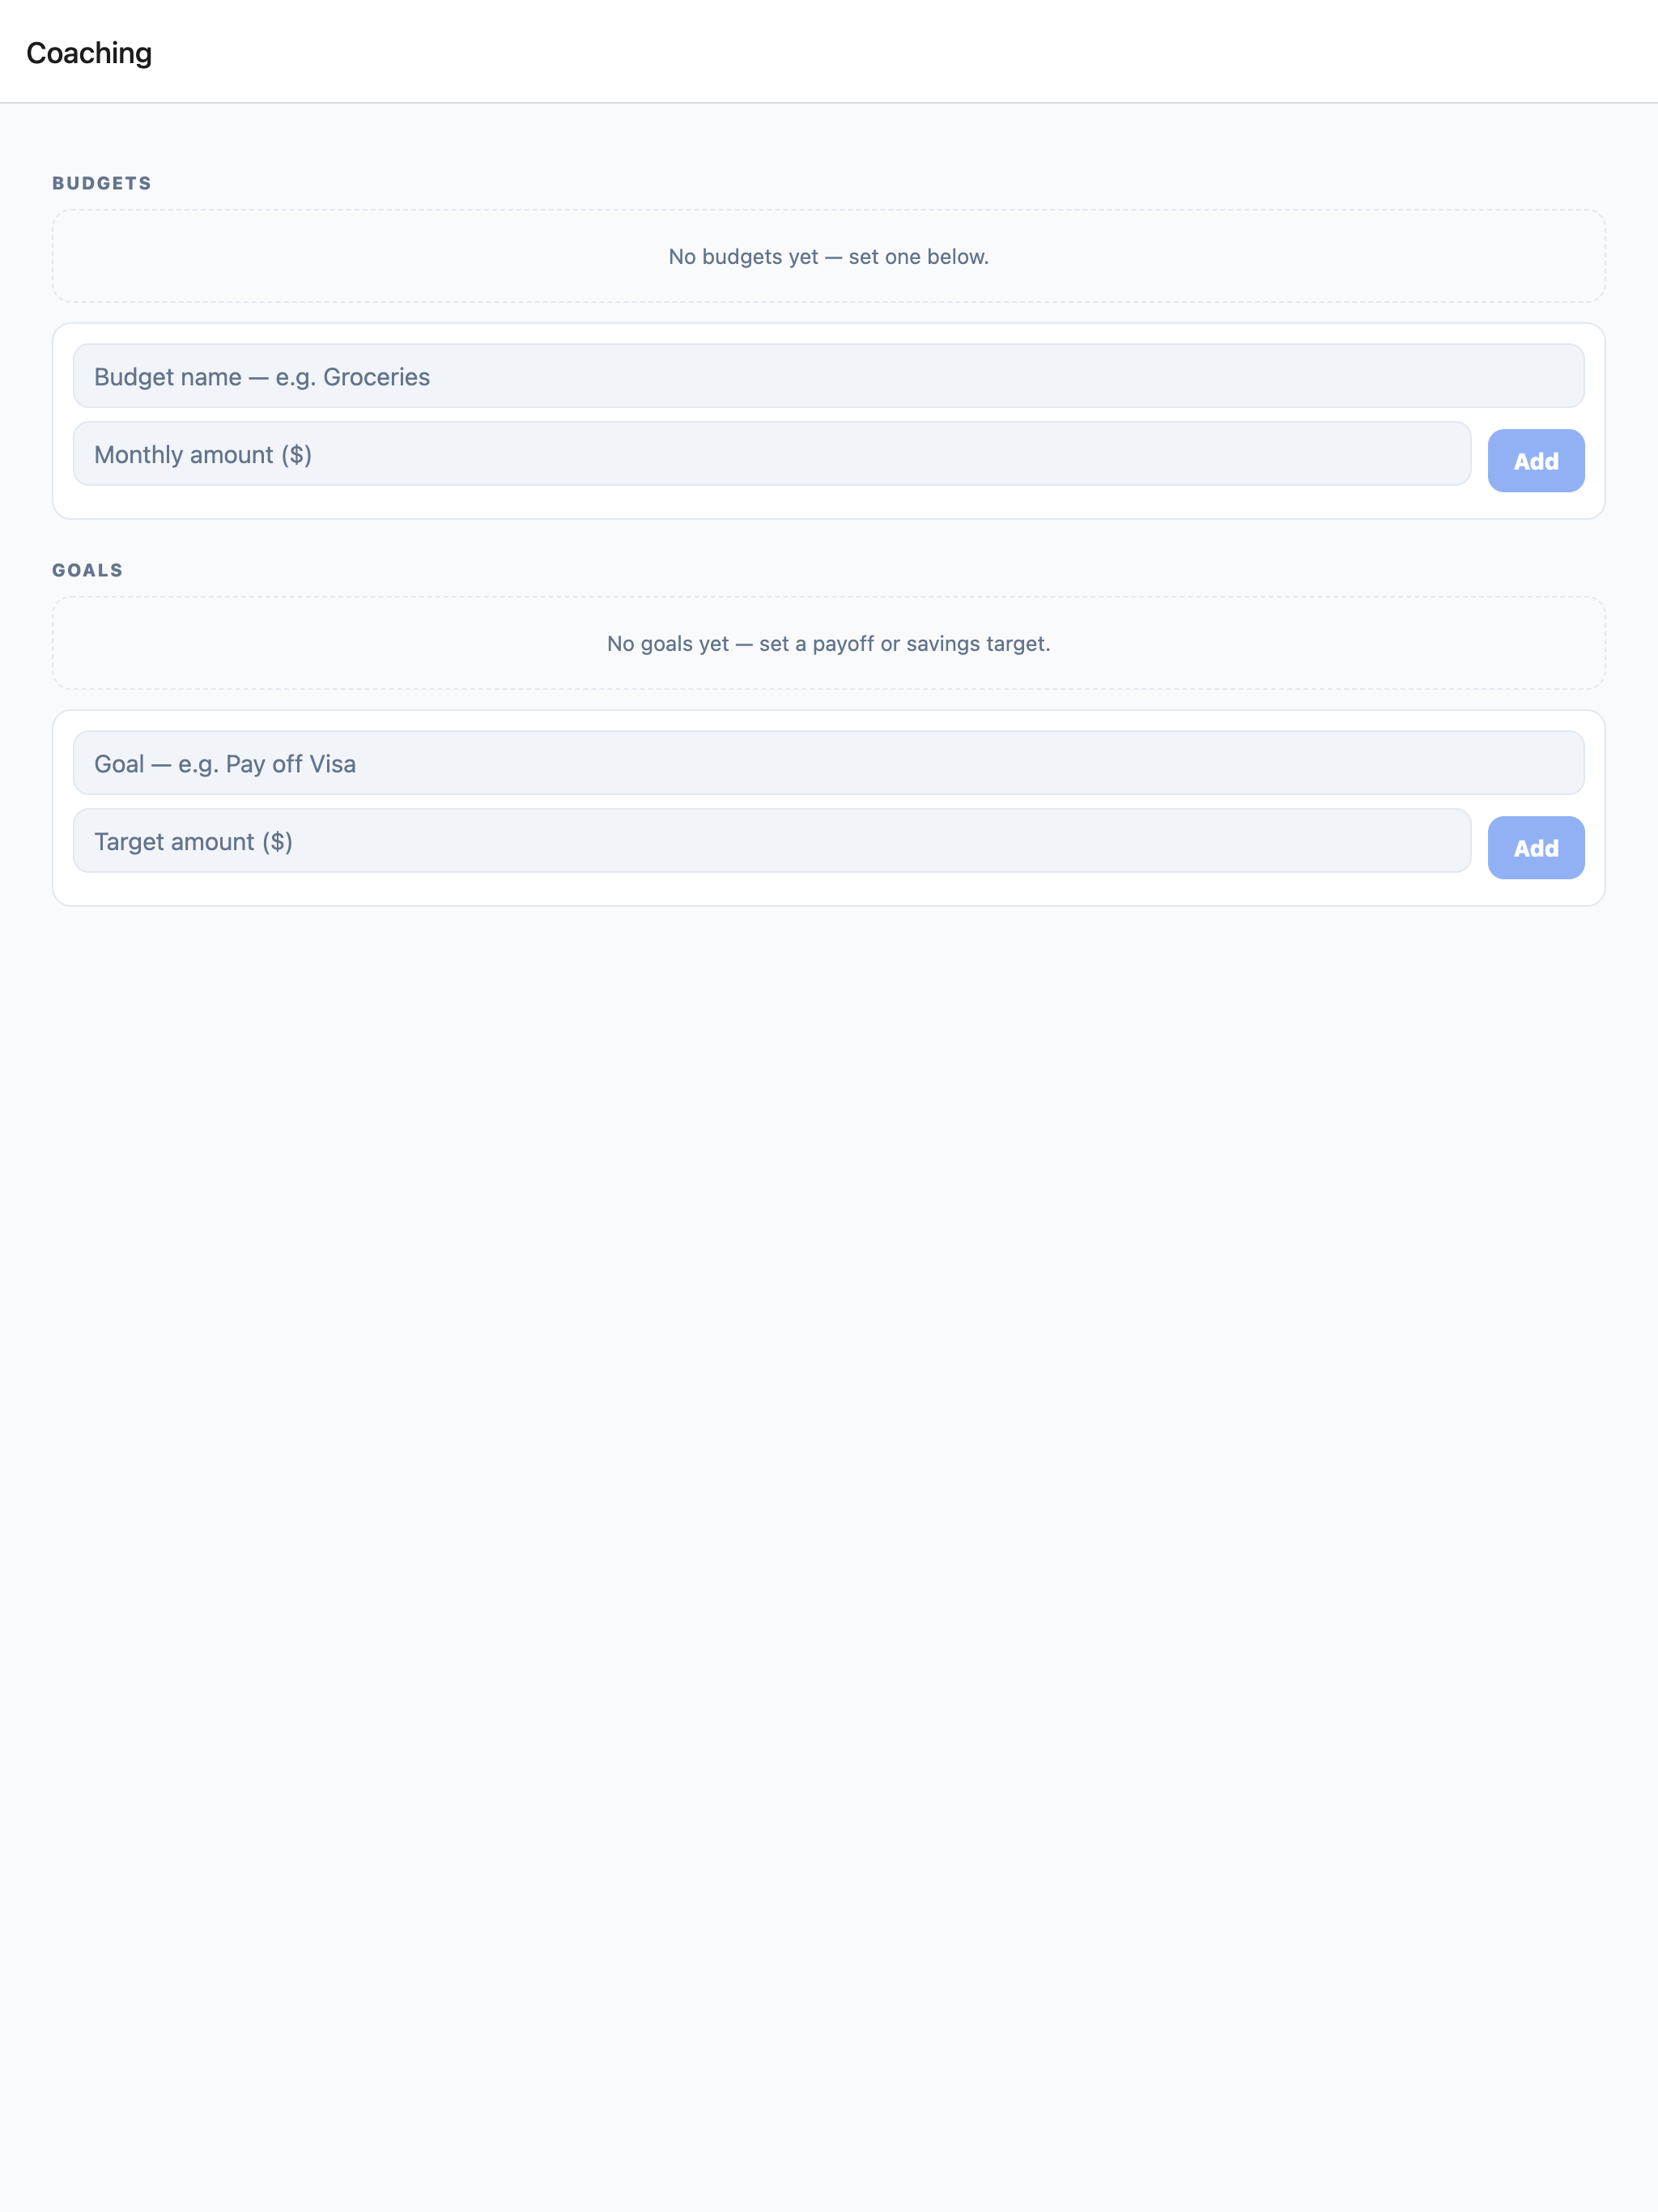 Coaching
BUDGETS
No budgets yet — set one below.
Budget name — e.g. Groceries
Monthly amount ($)
Add
GOALS
No goals yet — set a payoff or savings target.
Goal — e.g. Pay off Visa
Target amount ($)
Add